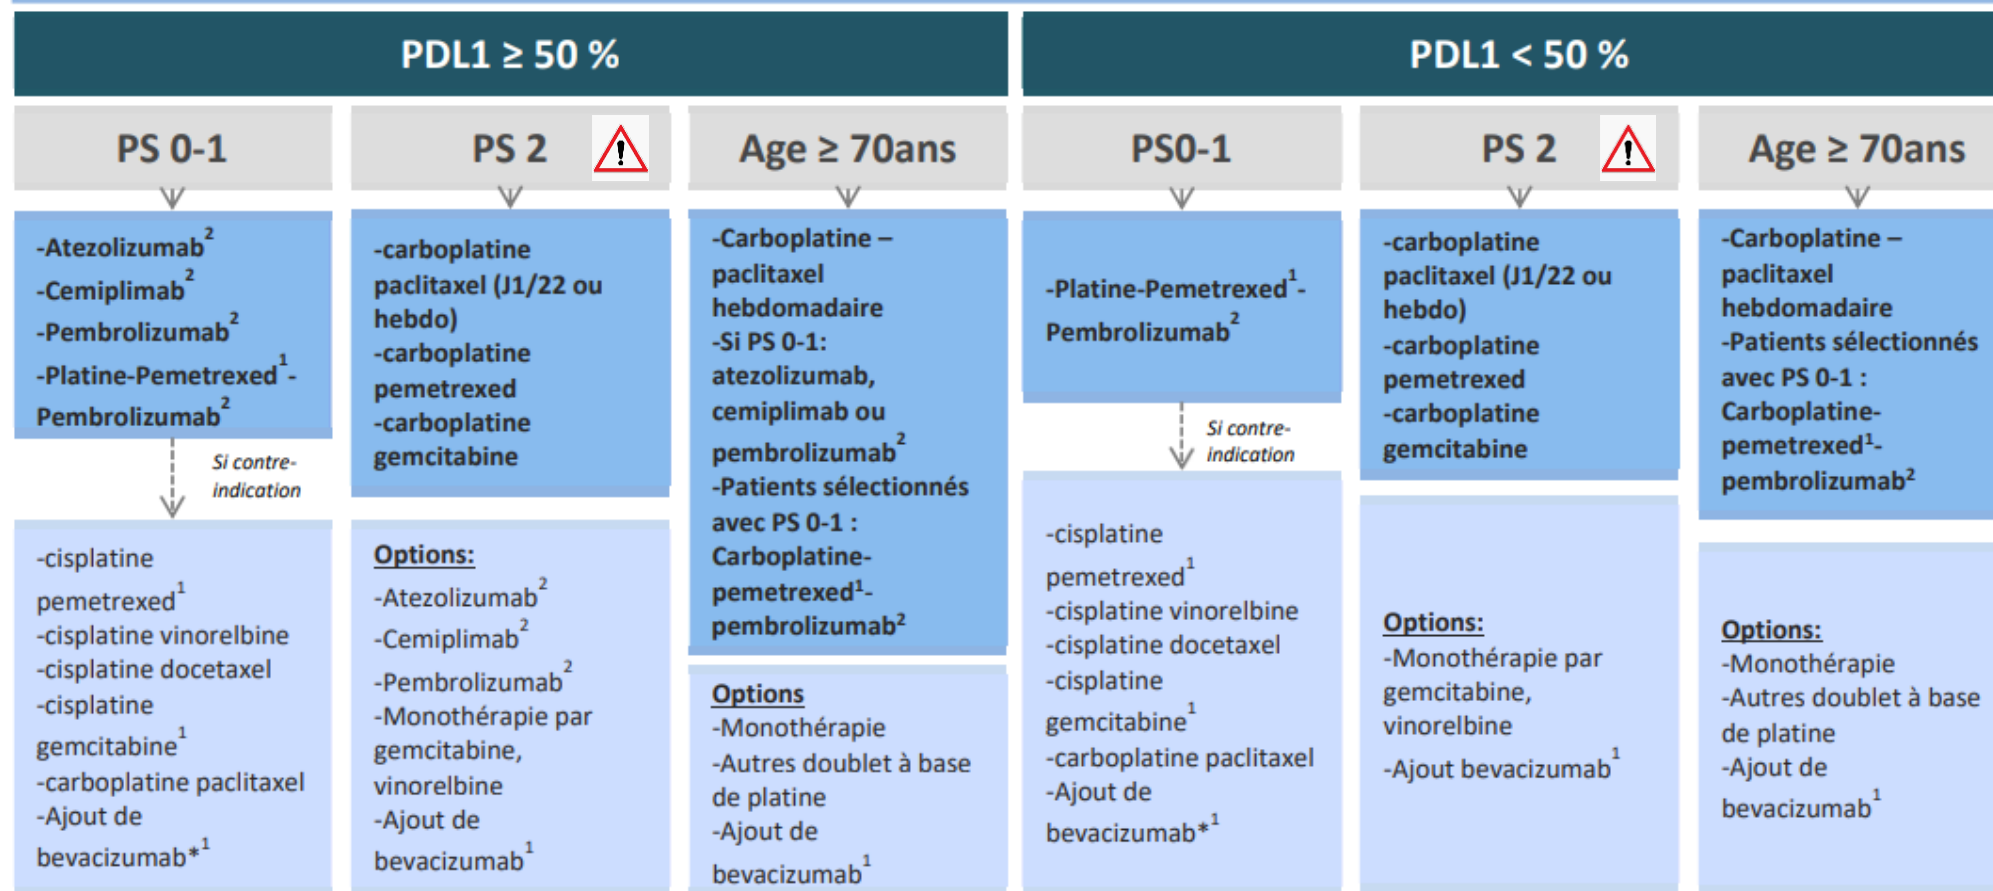 PDL1 ≥ 50 %
PS 0-1
-Atezolizumab²
-Cemiplimab²
-Pembrolizumab²
-Platine-Pemetrexed¹-
Pembrolizumab²
Si contre-
indication
-cisplatine
pemetrexed¹
-cisplatine vinorelbine
-cisplatine docetaxel
-cisplatine
gemcitabine¹
-carboplatine paclitaxel
-Ajout de
bevacizumab*¹
PS 2
!
-carboplatine
paclitaxel (J1/22 ou
hebdo)
-carboplatine
pemetrexed
-carboplatine
gemcitabine
Options:
-Atezolizumab²
-Cemiplimab²
-Pembrolizumab²
-Monothérapie par
gemcitabine,
vinorelbine
-Ajout de
bevacizumab¹
Age ≥ 70ans
-Carboplatine –
paclitaxel
hebdomadaire
-Si PS 0-1:
atezolizumab,
cemiplimab ou
pembrolizumab²
-Patients sélectionnés
avec PS 0-1 :
Carboplatine-
pemetrexed¹-
pembrolizumab²
Options
-Monothérapie
-Autres doublet à base
de platine
-Ajout de
bevacizumab¹
PDL1 < 50 %
PS0-1
-Platine-Pemetrexed¹-
Pembrolizumab²
Si contre-
indication
-cisplatine
pemetrexed¹
-cisplatine vinorelbine
-cisplatine docetaxel
-cisplatine
gemcitabine¹
-carboplatine paclitaxel
-Ajout de
bevacizumab*¹
PS 2
!
-carboplatine
paclitaxel (J1/22 ou
hebdo)
-carboplatine
pemetrexed
-carboplatine
gemcitabine
Options:
-Monothérapie par
gemcitabine,
vinorelbine
-Ajout bevacizumab¹
Age ≥ 70ans
-Carboplatine –
paclitaxel
hebdomadaire
-Patients sélectionnés
avec PS 0-1 :
Carboplatine-
pemetrexed¹-
pembrolizumab²
Options:
-Monothérapie
-Autres doublet à base
de platine
-Ajout de
bevacizumab¹